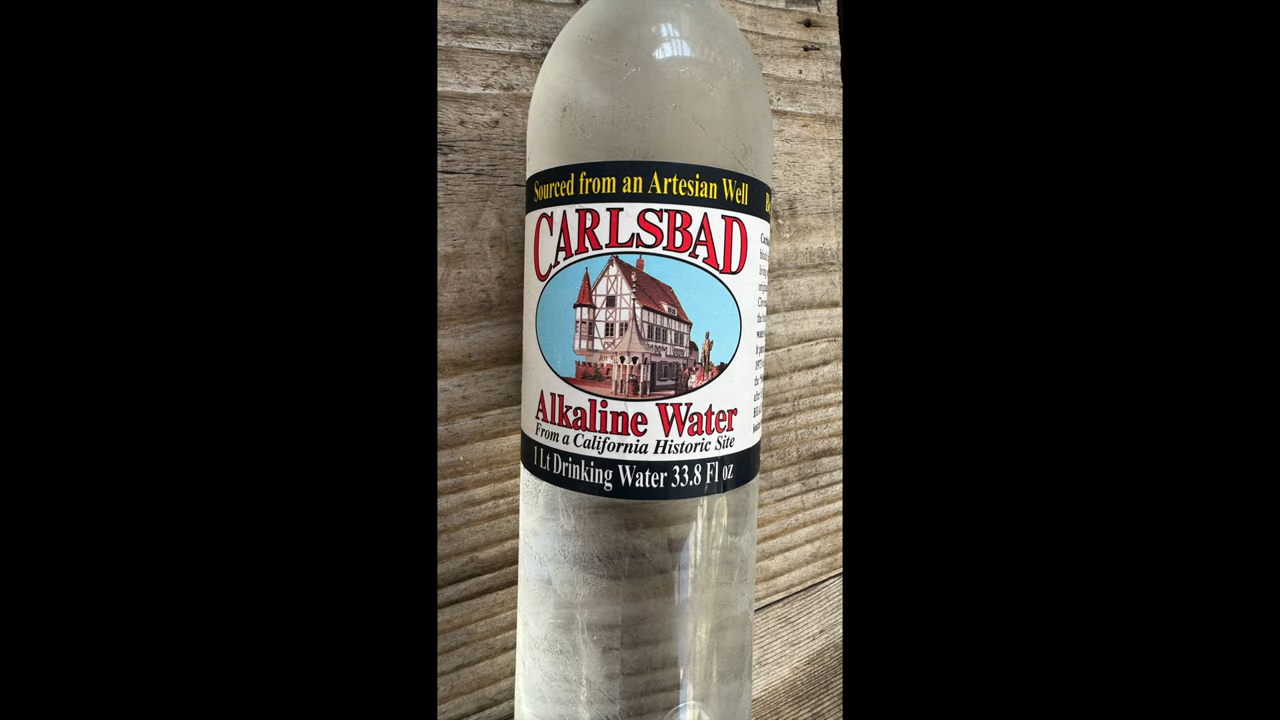 Sourced from an Artesian Well
CARLSBAD
Alkaline Water
From a California Historic Site
1 Lt Drinking Water 33.8 Fl oz